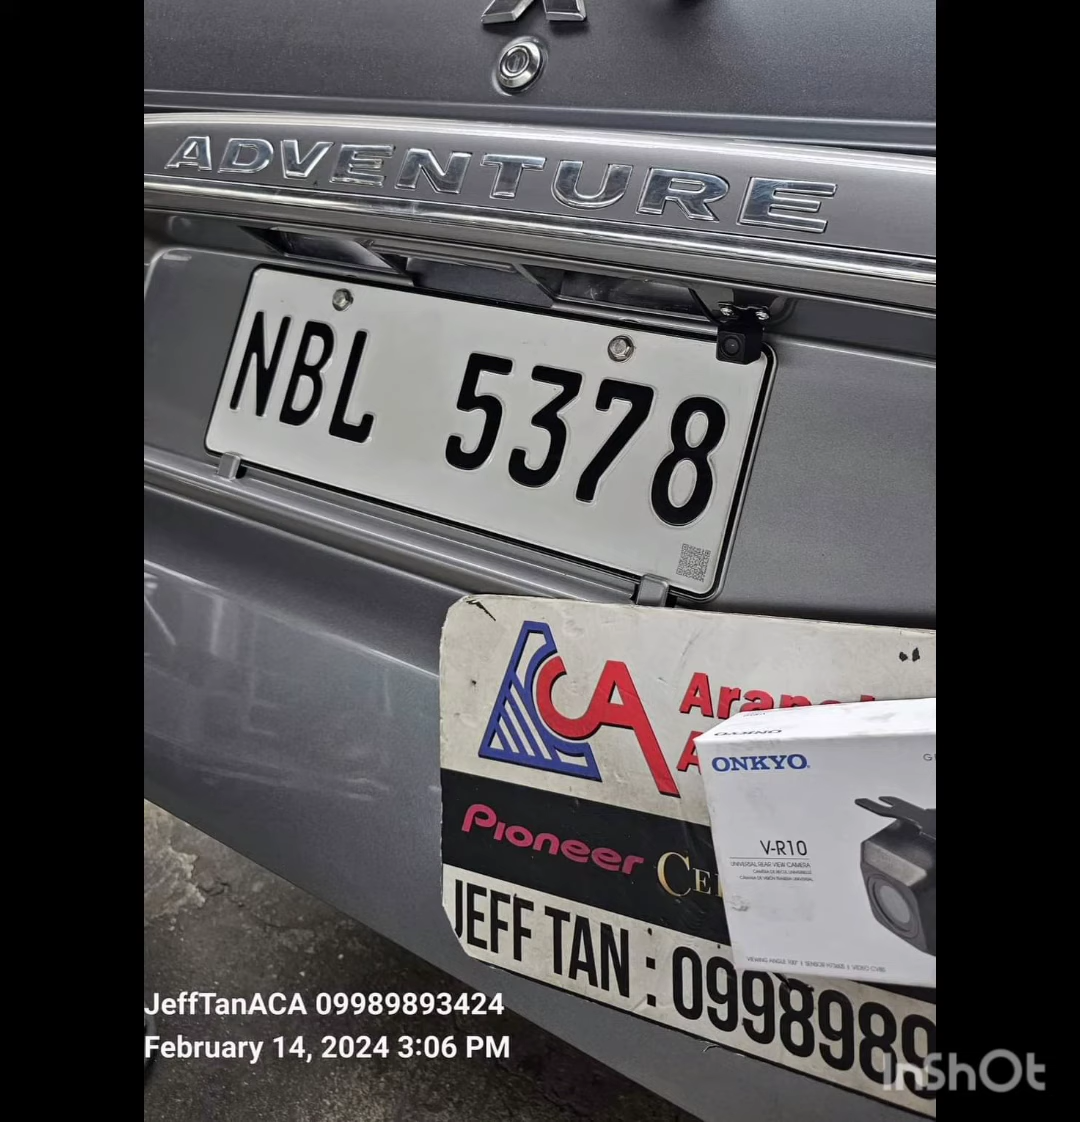 ADVENTURE
NBL 5378
ACA
ONKYO
ONKYO
V-R10
UNIVERSAL REAR VIEW CAMERA
Pioneer
JEFF TAN : 0998989
JeffTanACA 09989893424
February 14, 2024 3:06 PM
InShOt